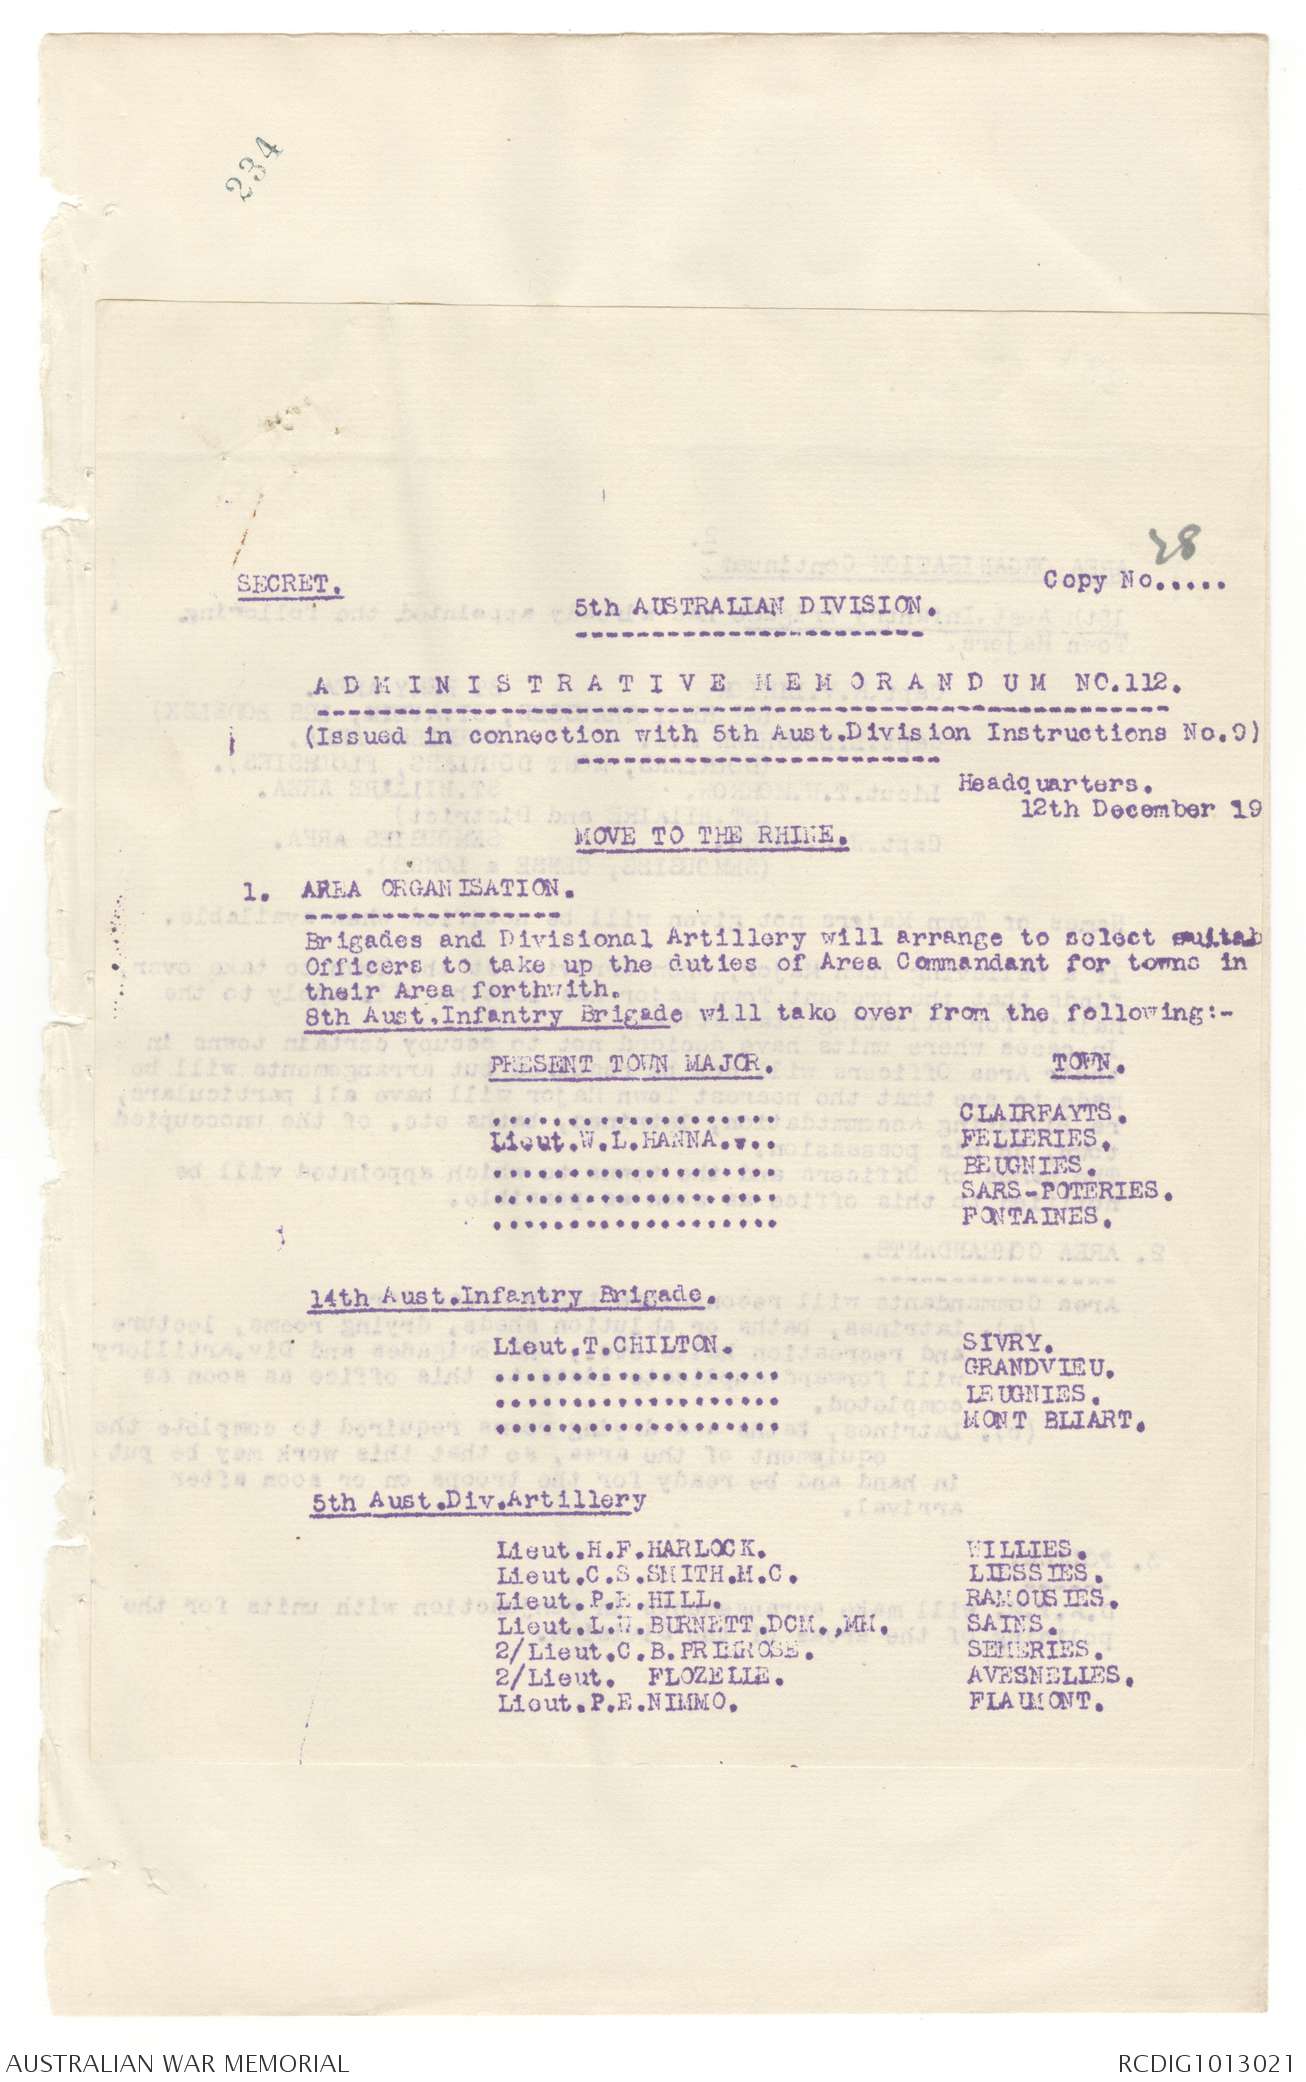 234
28
SECRET.
Copy No.....
5th AUSTRALIAN DIVISION.
ADMINISTRATIVE MEMORANDUM NO.112.
(Issued in connection with 5th Aust.Division Instructions No.9)
Headquarters.
12th December 19
MOVE TO THE RHINE.
1. AREA ORGANISATION.
Brigades and Divisional Artillery will arrange to select suitab
Officers to take up the duties of Area Commandant for towns in
their Area forthwith.
8th Aust.Infantry Brigade will take over from the following:-
PRESENT TOWN MAJOR. TOWN.
................... CLAIRFAYTS.
Lieut.W.L.HANNA.... FELLERIES.
................... BEUGNIES.
................... SARS-POTERIES.
................... FONTAINES.
14th Aust.Infantry Brigade.
Lieut.T.CHILTON. SIVRY.
................... GRANDVIEU.
................... LEUGNIES.
................... MONT BLIART.
5th Aust.Div.Artillery
Lieut.H.F.HARLOCK. WILLIES.
Lieut.C.S.SMITH.M.C. LIESSIES.
Lieut.P.E.HILL. RAMOUSIES.
Lieut.L.W.BURNETT.DCM.,MM. SAINS.
2/Lieut.C.B.PRIMROSE. SEMERIES.
2/Lieut. FLOZELLE. AVESNELLES.
Lieut.P.E.NIMMO. FLAUMONT.
AUSTRALIAN WAR MEMORIAL
RCDIG1013021